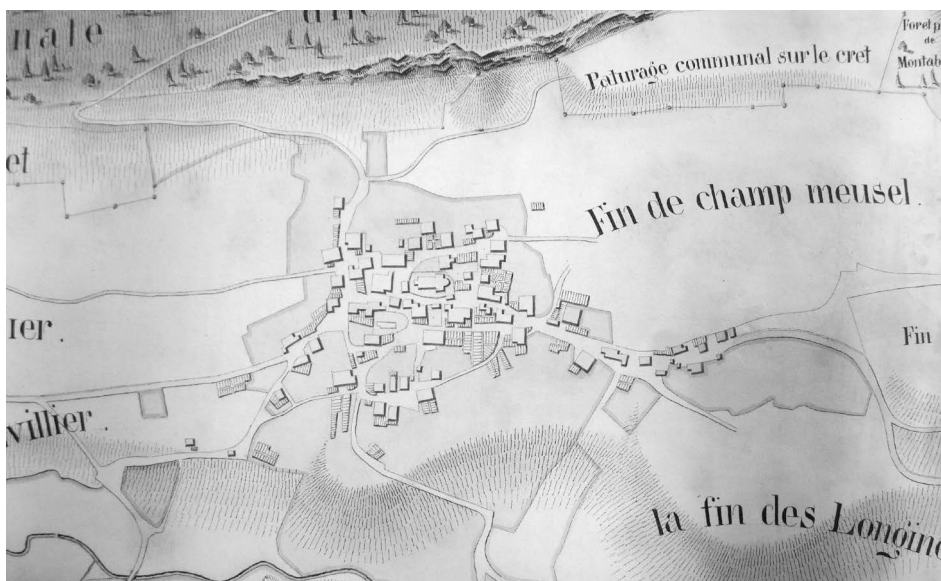 nale
Paturage communal sur le cret
Foret p
de
Montab
et
Fin de champ meusel.
ier.
Fin
villier.
la fin des Longin